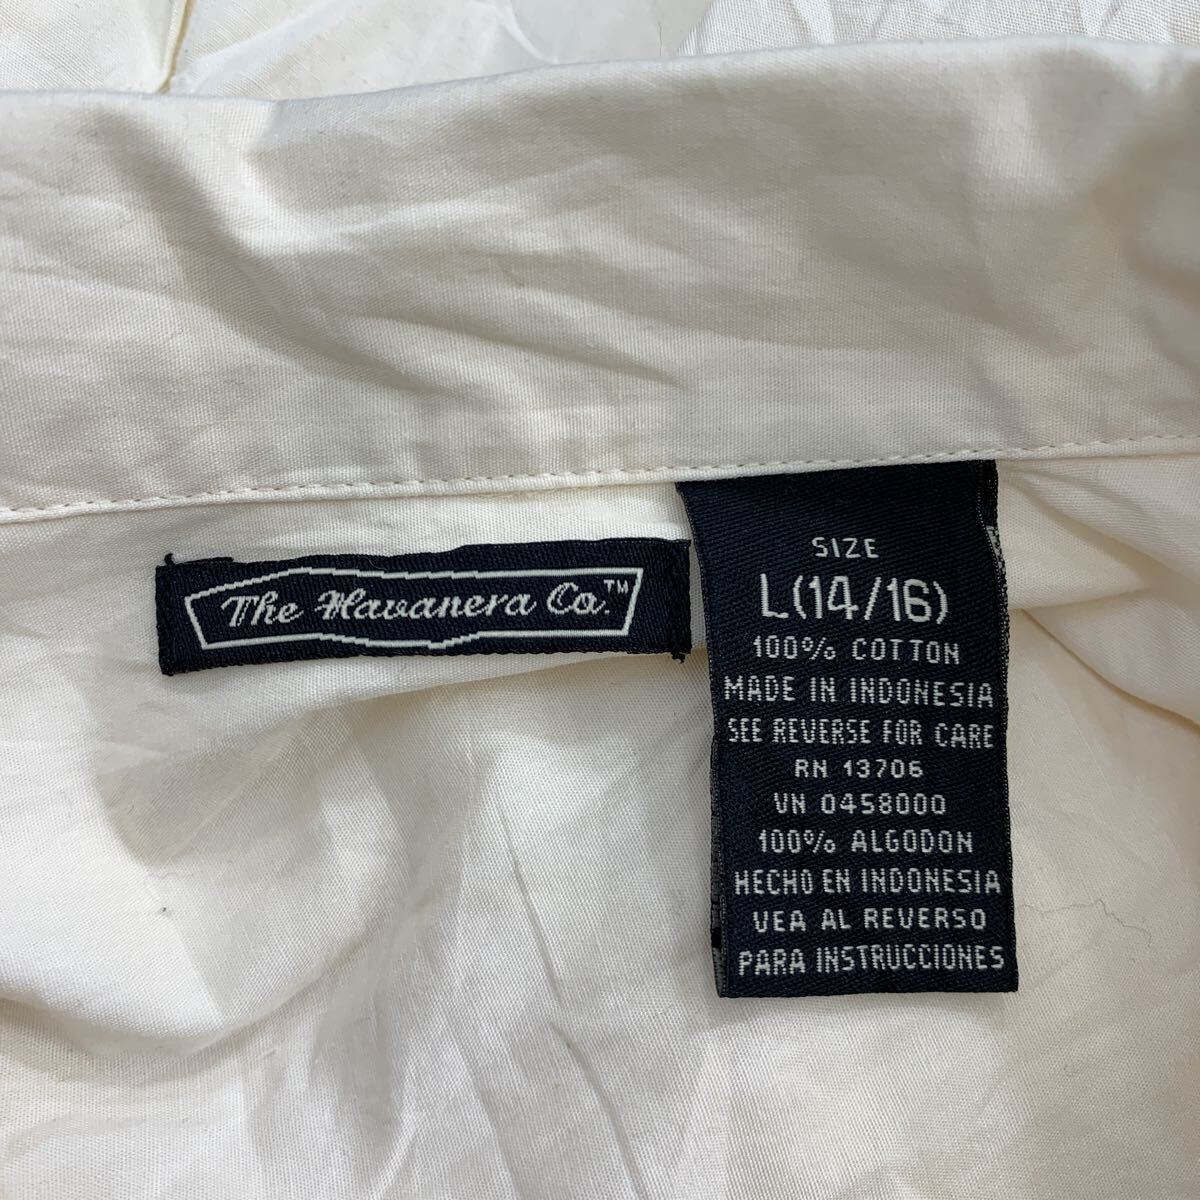 The Havanera Co.™
SIZE
L(14/16)
100% COTTON
MADE IN INDONESIA
SEE REVERSE FOR CARE
RN 13706
VN 0458000
100% ALGODON
HECHO EN INDONESIA
VEA AL REVERSO
PARA INSTRUCCIONES